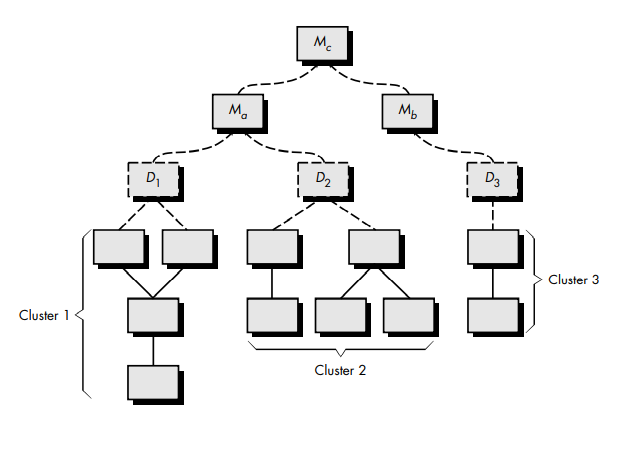 Mc
Ma
Mb
D1
D2
D3
Cluster 3
Cluster 1
Cluster 2